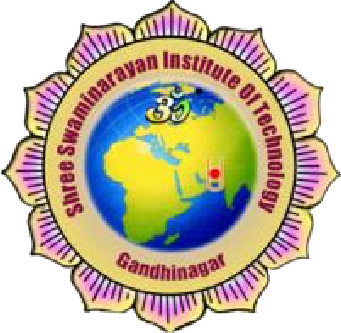 Shree Swaminarayan Institute Of Technology
ૐ
Gandhinagar